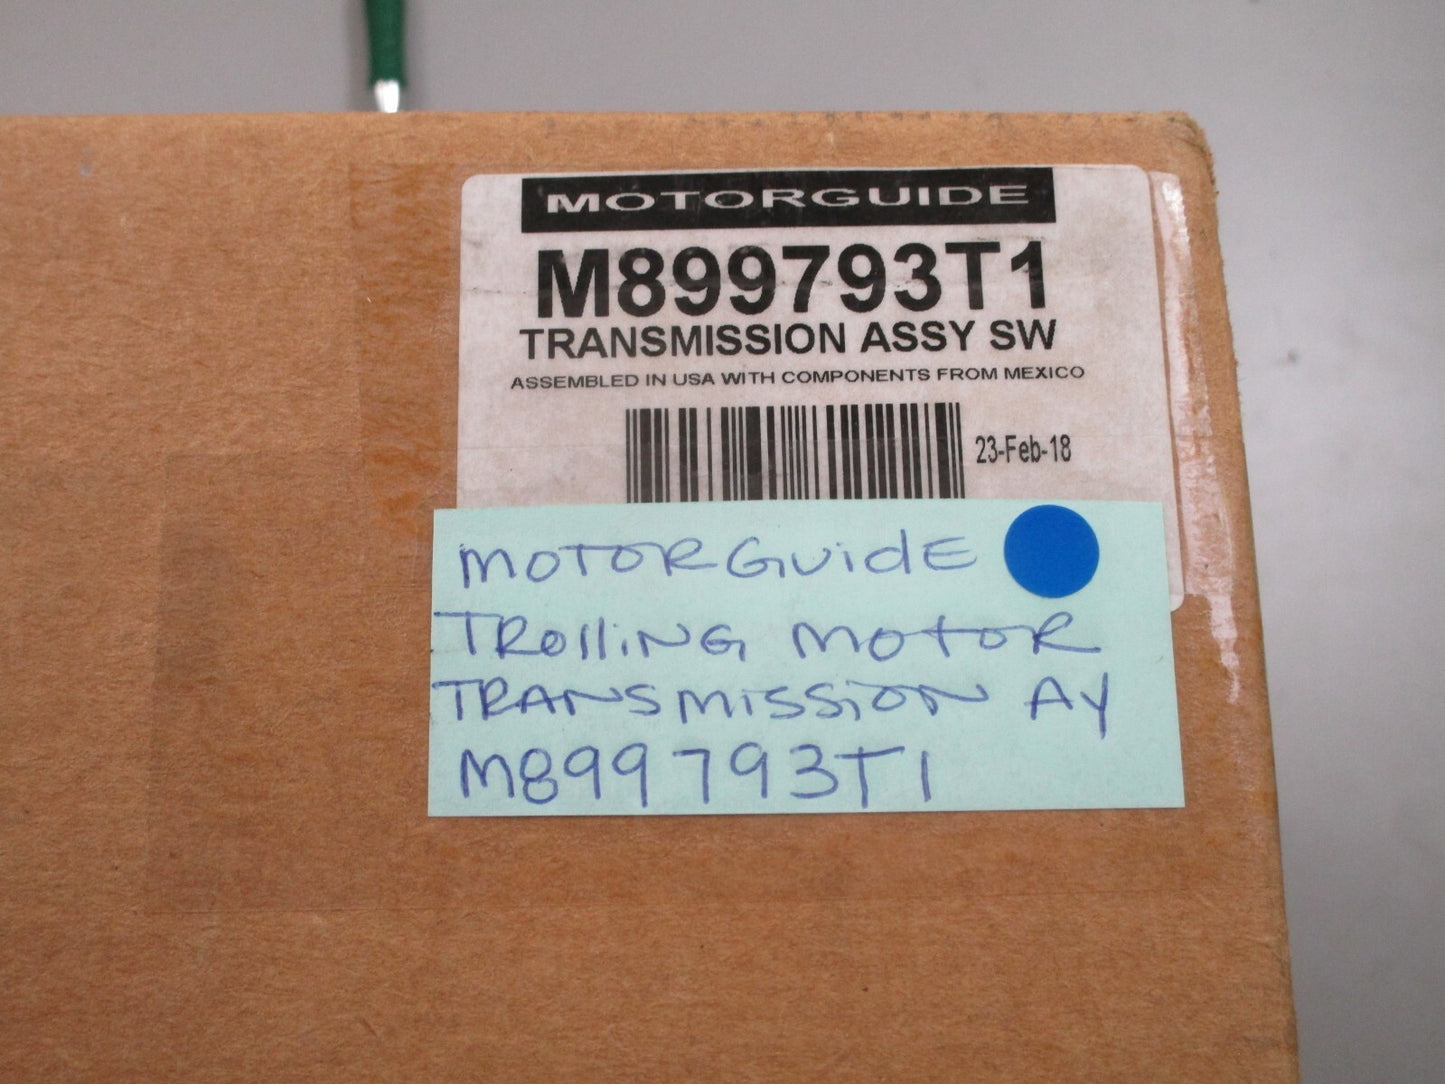 MOTORGUIDE
M899793T1
TRANSMISSION ASSY SW
ASSEMBLED IN USA WITH COMPONENTS FROM MEXICO
23-Feb-18
MOTORGUidE
TROlliNG MOTOR
TRANSMISSION AY
M899793T1